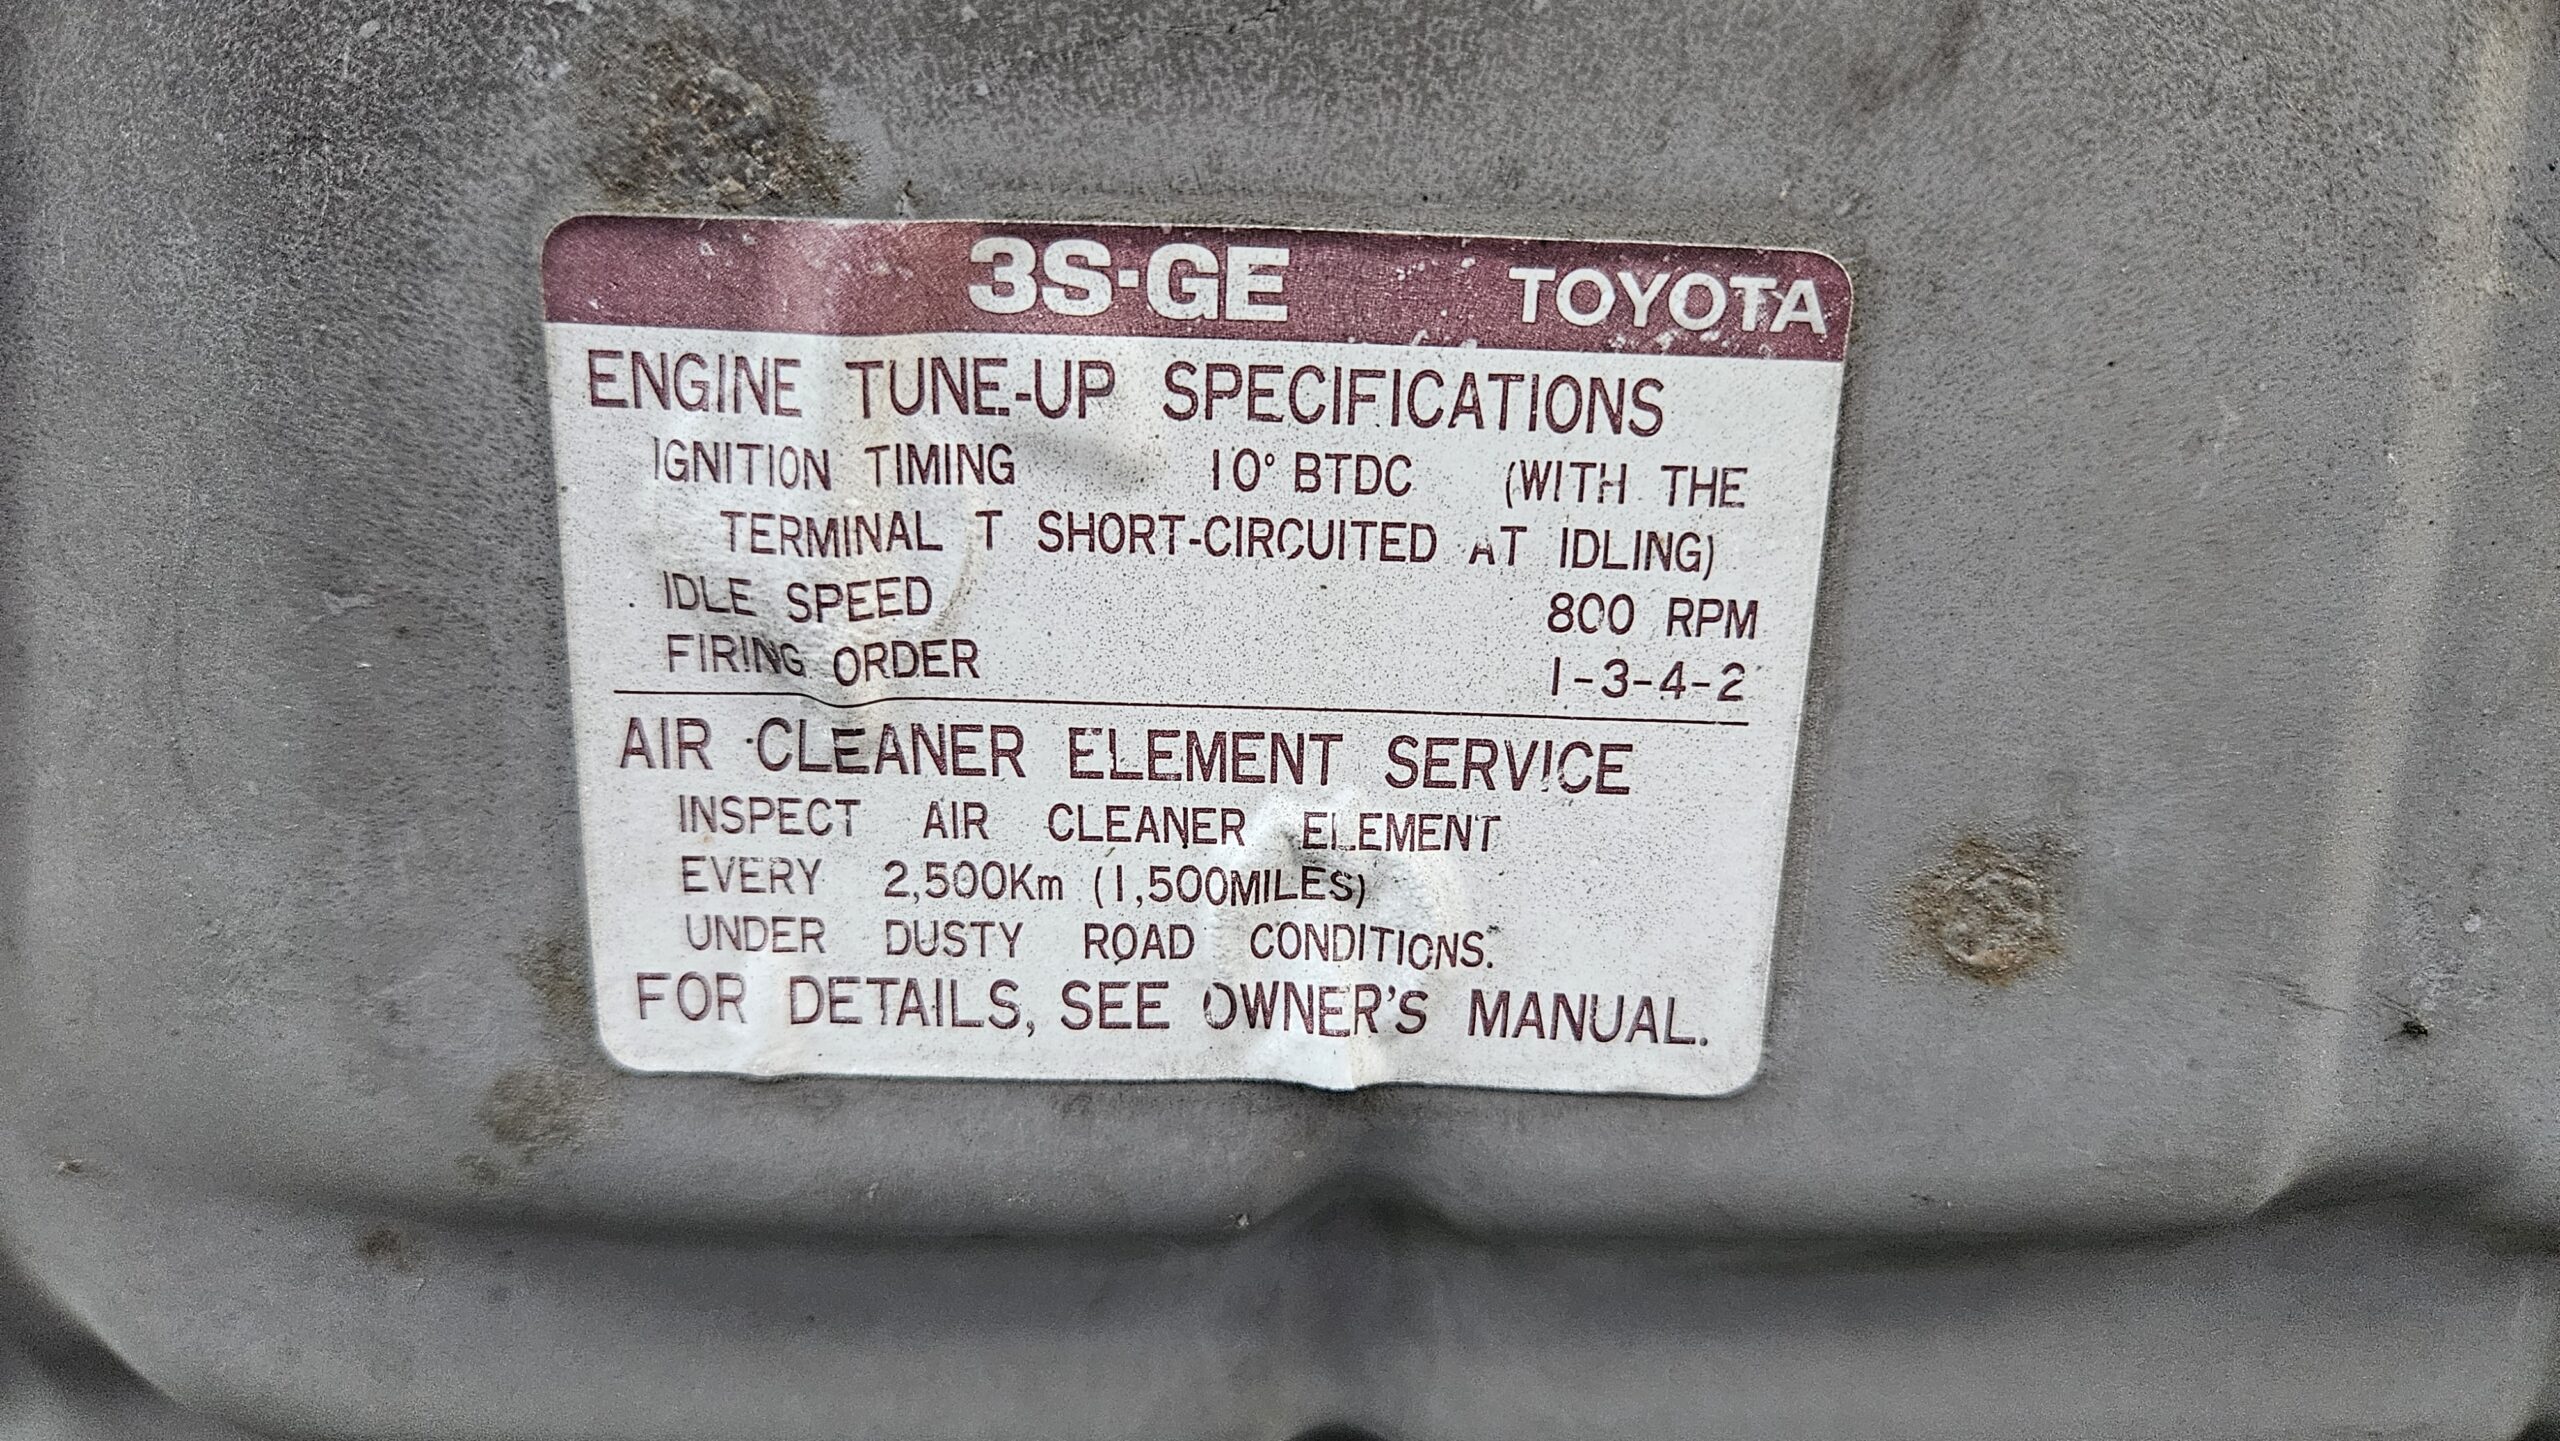 3S-GE TOYOTA
ENGINE TUNE-UP SPECIFICATIONS
IGNITION TIMING 10° BTDC (WITH THE
TERMINAL T SHORT-CIRCUITED AT IDLING)
IDLE SPEED 800 RPM
FIRING ORDER 1-3-4-2
AIR CLEANER ELEMENT SERVICE
INSPECT AIR CLEANER ELEMENT
EVERY 2,500Km (1,500MILES)
UNDER DUSTY ROAD CONDITIONS.
FOR DETAILS, SEE OWNER'S MANUAL.